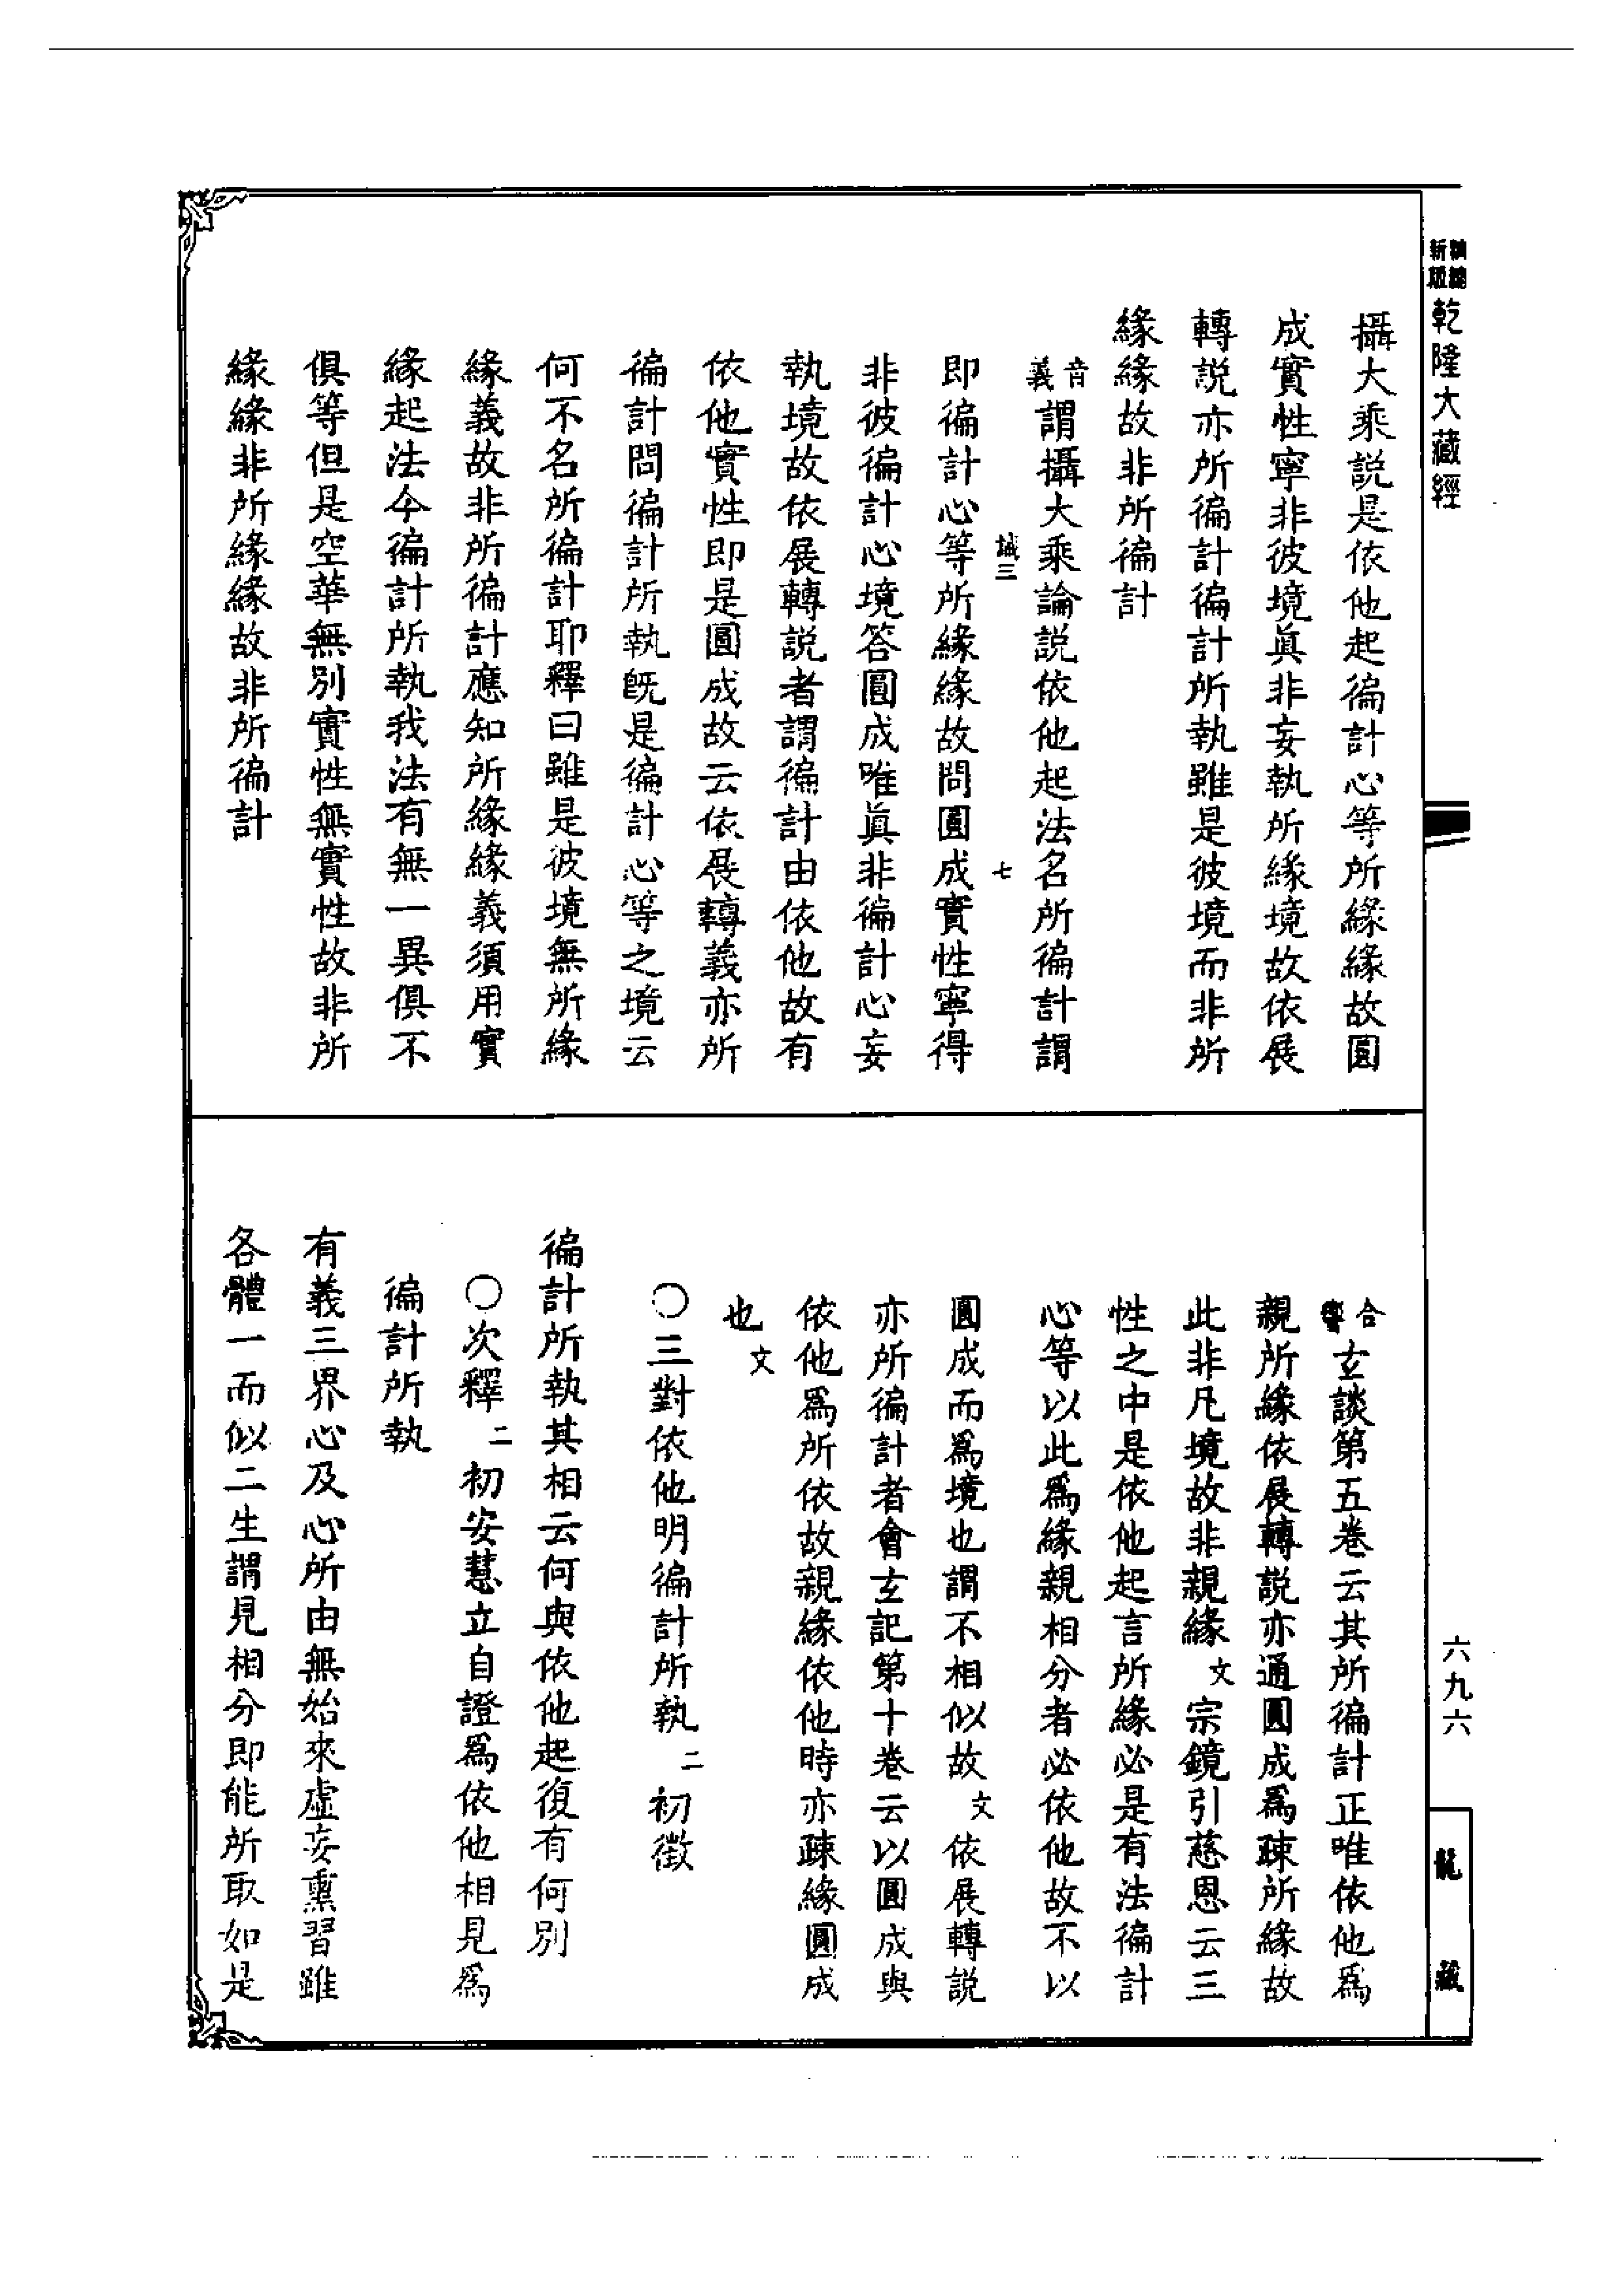 新版精縮
乾隆大藏經
攝大乘説是依他起徧計心等所緣緣故圓
成實性寧非彼境眞非妄執所緣境故依展
轉説亦所徧計徧計所執雖是彼境而非所
緣緣故非所徧計
音義謂攝大乘論説依他起法名所徧計謂
瑊三 七
即徧計心等所緣緣故問圓成實性寧得
非彼徧計心境答圓成唯眞非徧計心妄
執境故依展轉説者謂徧計由依他故有
依他實性即是圓成故云依展轉義亦所
徧計問徧計所執旣是徧計心等之境云
何不名所徧計耶釋曰雖是彼境無所緣
緣義故非所徧計應知所緣緣義須用實
緣起法今徧計所執我法有無一異俱不
俱等但是空華無別實性無實性故非所
緣緣非所緣緣故非所徧計
合響玄談第五卷云其所徧計正唯依他爲
親所緣依展轉説亦通圓成爲疎所緣故
此非凡境故非親緣文宗鏡引慈恩云三
性之中是依他起言所緣必是有法徧計
心等以此爲緣親相分者必依他故不以
圓成而爲境也謂不相似故文依展轉説
亦所徧計者會玄記第十卷云以圓成與
依他爲所依故親緣依他時亦疎緣圓成
也文
〇三對依他明徧計所執二初徵
徧計所執其相云何與依他起復有何別
〇次釋二初安慧立自證爲依他相見爲
徧計所執
有義三界心及心所由無始來虛妄熏習雖
各體一而似二生謂見相分即能所取如是
六九六
龍藏